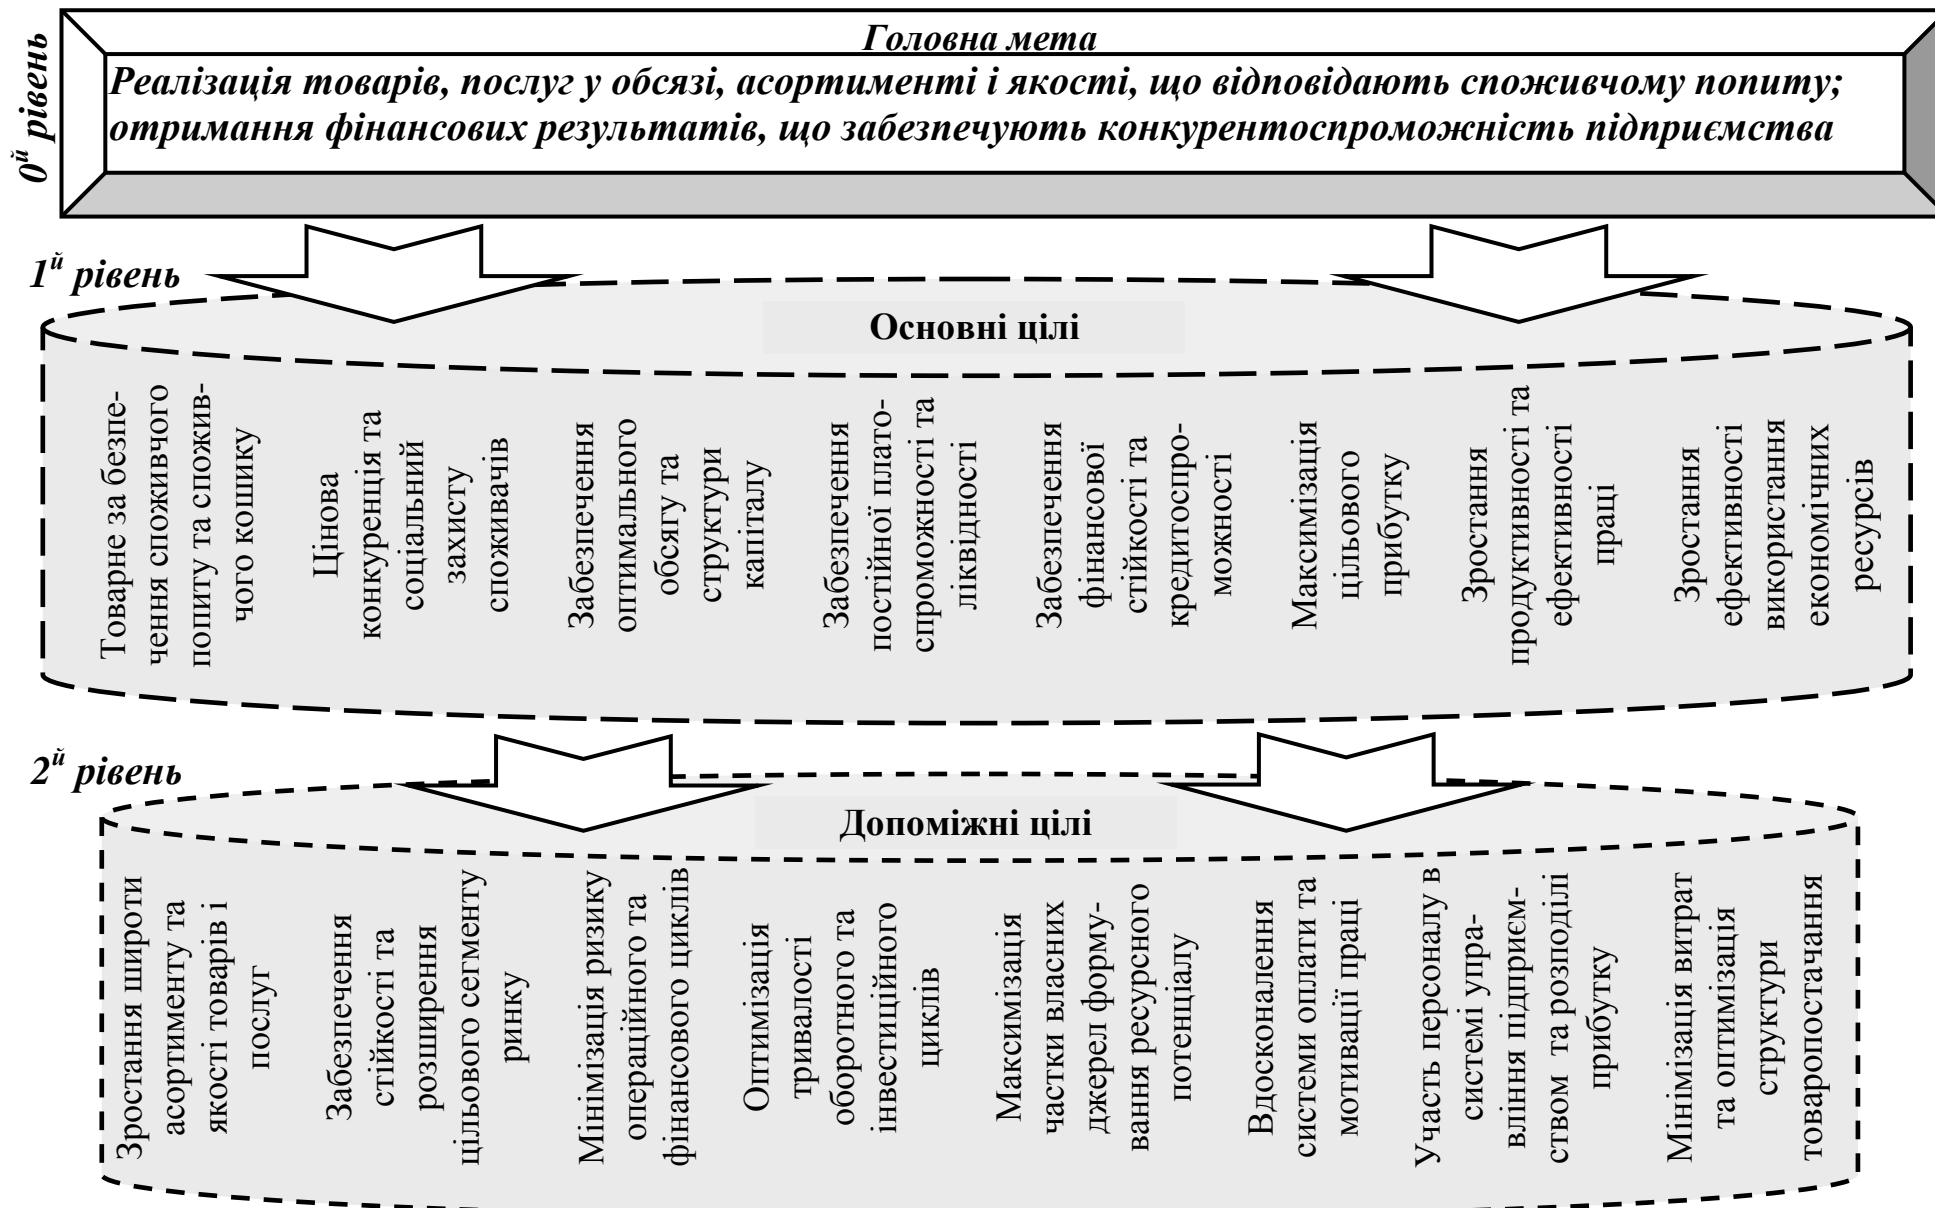 0й рівень
Головна мета
Реалізація товарів, послуг у обсязі, асортименті і якості, що відповідають споживчому попиту;
отримання фінансових результатів, що забезпечують конкурентоспроможність підприємства
1й рівень
Основні цілі
Товарне за безпе-
чення споживчого
попиту та спожив-
чого кошику
Цінова
конкуренція та
соціальний
захисту
споживачів
Забезпечення
оптимального
обсягу та
структури
капіталу
Забезпечення
постійної плато-
спроможності та
ліквідності
Забезпечення
фінансової
стійкості та
кредитоспро-
можності
Максимізація
цільового
прибутку
Зростання
продуктивності та
ефективності
праці
Зростання
ефективності
використання
економічних
ресурсів
2й рівень
Допоміжні цілі
Зростання широти
асортименту та
якості товарів і
послуг
Забезпечення
стійкості та
розширення
цільового сегменту
ринку
Мінімізація ризику
операційного та
фінансового циклів
Оптимізація
тривалості
оборотного та
інвестиційного
циклів
Максимізація
частки власних
джерел форму-
вання ресурсного
потенціалу
Вдосконалення
системи оплати та
мотивації праці
Участь персоналу в
системі упра-
вління підприєм-
ством та розподілі
прибутку
Мінімізація витрат
та оптимізація
структури
товаропостачання